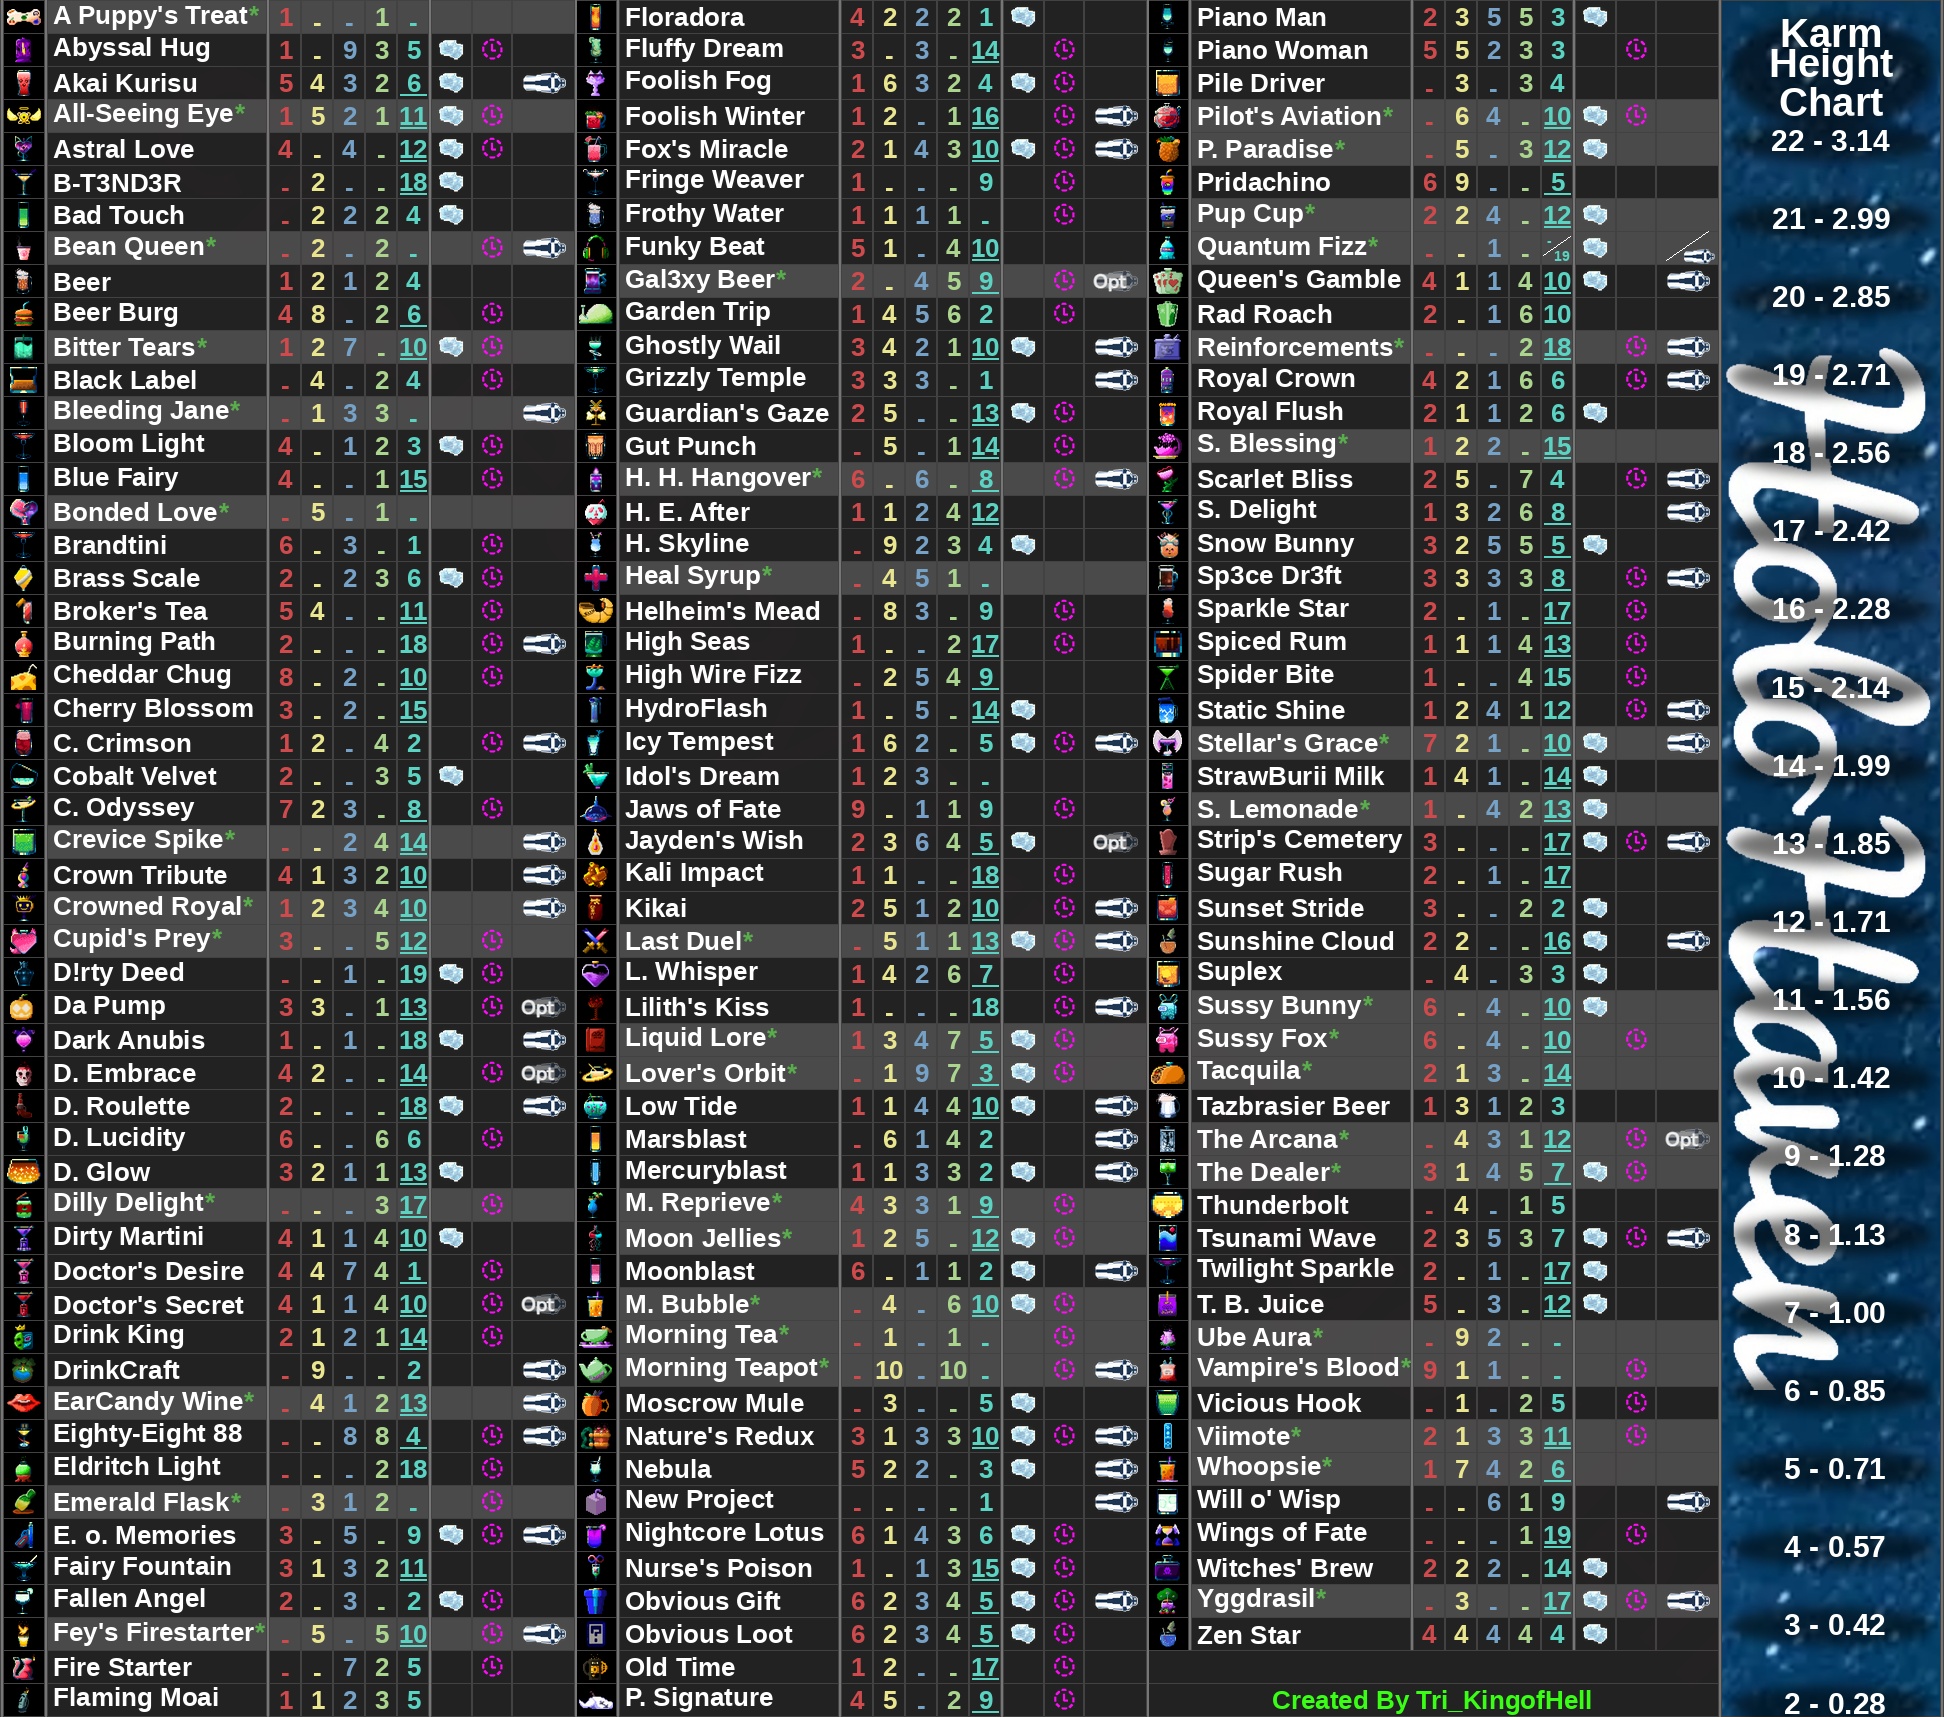 A Puppy's Treat* 1 - - 1 -
Abyssal Hug 1 - 9 3 5
Akai Kurisu 5 4 3 2 6
All-Seeing Eye* 1 5 2 1 11
Astral Love 4 - 4 - 12
B-T3ND3R - 2 - - 18
Bad Touch - 2 2 2 4
Bean Queen* - 2 - 2 -
Beer 1 2 1 2 4
Beer Burg 4 8 - 2 6
Bitter Tears* 1 2 7 - 10
Black Label - 4 - 2 4
Bleeding Jane* - 1 3 3 -
Bloom Light 4 - 1 2 3
Blue Fairy 4 - - 1 15
Bonded Love* - 5 - 1 -
Brandtini 6 - 3 - 1
Brass Scale 2 - 2 3 6
Broker's Tea 5 4 - - 11
Burning Path 2 - - - 18
Cheddar Chug 8 - 2 - 10
Cherry Blossom 3 - 2 - 15
C. Crimson 1 2 - 4 2
Cobalt Velvet 2 - - 3 5
C. Odyssey 7 2 3 - 8
Crevice Spike* - - 2 4 14
Crown Tribute 4 1 3 2 10
Crowned Royal* 1 2 3 4 10
Cupid's Prey* 3 - - 5 12
D!rty Deed - - 1 - 19
Da Pump 3 3 - 1 13 Opt
Dark Anubis 1 - 1 - 18
D. Embrace 4 2 - - 14 Opt
D. Roulette 2 - - - 18
D. Lucidity 6 - - 6 6
D. Glow 3 2 1 1 13
Dilly Delight* - - - 3 17
Dirty Martini 4 1 1 4 10
Doctor's Desire 4 4 7 4 1
Doctor's Secret 4 1 1 4 10 Opt
Drink King 2 1 2 1 14
DrinkCraft - 9 - - 2
EarCandy Wine* - 4 1 2 13
Eighty-Eight 88 - - 8 8 4
Eldritch Light - - - 2 18
Emerald Flask* - 3 1 2 -
E. o. Memories 3 - 5 - 9
Fairy Fountain 3 1 3 2 11
Fallen Angel 2 - 3 - 2
Fey's Firestarter* - 5 - 5 10
Fire Starter - - 7 2 5
Flaming Moai 1 1 2 3 5
Floradora 4 2 2 2 1
Fluffy Dream 3 - 3 - 14
Foolish Fog 1 6 3 2 4
Foolish Winter 1 2 - 1 16
Fox's Miracle 2 1 4 3 10
Fringe Weaver 1 - - - 9
Frothy Water 1 1 1 1 -
Funky Beat 5 1 - 4 10
Gal3xy Beer* 2 - 4 5 9 Opt
Garden Trip 1 4 5 6 2
Ghostly Wail 3 4 2 1 10
Grizzly Temple 3 3 3 - 1
Guardian's Gaze 2 5 - - 13
Gut Punch - 5 - 1 14
H. H. Hangover* 6 - 6 - 8
H. E. After 1 1 2 4 12
H. Skyline - 9 2 3 4
Heal Syrup* - 4 5 1 -
Helheim's Mead - 8 3 - 9
High Seas 1 - - 2 17
High Wire Fizz - 2 5 4 9
HydroFlash 1 - 5 - 14
Icy Tempest 1 6 2 - 5
Idol's Dream 1 2 3 - -
Jaws of Fate 9 - 1 1 9
Jayden's Wish 2 3 6 4 5 Opt
Kali Impact 1 1 - - 18
Kikai 2 5 1 2 10
Last Duel* - 5 1 1 13
L. Whisper 1 4 2 6 7
Lilith's Kiss 1 - - - 18
Liquid Lore* 1 3 4 7 5
Lover's Orbit* - 1 9 7 3
Low Tide 1 1 4 4 10
Marsblast - 6 1 4 2
Mercuryblast 1 1 3 3 2
M. Reprieve* 4 3 3 1 9
Moon Jellies* 1 2 5 - 12
Moonblast 6 - 1 1 2
M. Bubble* - 4 - 6 10
Morning Tea* - 1 - 1 -
Morning Teapot* - 10 - 10 -
Moscrow Mule - 3 - - 5
Nature's Redux 3 1 3 3 10
Nebula 5 2 2 - 3
New Project - - - - 1
Nightcore Lotus 6 1 4 3 6
Nurse's Poison 1 - 1 3 15
Obvious Gift 6 2 3 4 5
Obvious Loot 6 2 3 4 5
Old Time 1 2 - - 17
P. Signature 4 5 - 2 9
Piano Man 2 3 5 5 3
Piano Woman 5 5 2 3 3
Pile Driver - 3 - 3 4
Pilot's Aviation* - 6 4 - 10
P. Paradise* - 5 - 3 12
Pridachino 6 9 - - 5
Pup Cup* 2 2 4 - 12
Quantum Fizz* - - 1 - -/19
Queen's Gamble 4 1 1 4 10
Rad Roach 2 - 1 6 10
Reinforcements* - - - 2 18
Royal Crown 4 2 1 6 6
Royal Flush 2 1 1 2 6
S. Blessing* 1 2 2 - 15
Scarlet Bliss 2 5 - 7 4
S. Delight 1 3 2 6 8
Snow Bunny 3 2 5 5 5
Sp3ce Dr3ft 3 3 3 3 8
Sparkle Star 2 - 1 - 17
Spiced Rum 1 1 1 4 13
Spider Bite 1 - - 4 15
Static Shine 1 2 4 1 12
Stellar's Grace* 7 2 1 - 10
StrawBurii Milk 1 4 1 - 14
S. Lemonade* 1 - 4 2 13
Strip's Cemetery 3 - - - 17
Sugar Rush 2 - 1 - 17
Sunset Stride 3 - - 2 2
Sunshine Cloud 2 2 - - 16
Suplex - 4 - 3 3
Sussy Bunny* 6 - 4 - 10
Sussy Fox* 6 - 4 - 10
Tacquila* 2 1 3 - 14
Tazbrasier Beer 1 3 1 2 3
The Arcana* - 4 3 1 12 Opt
The Dealer* 3 1 4 5 7
Thunderbolt - 4 - 1 5
Tsunami Wave 2 3 5 3 7
Twilight Sparkle 2 - 1 - 17
T. B. Juice 5 - 3 - 12
Ube Aura* - 9 2 - -
Vampire's Blood* 9 1 1 - -
Vicious Hook - 1 - 2 5
Viimote* 2 1 3 3 11
Whoopsie* 1 7 4 2 6
Will o' Wisp - - 6 1 9
Wings of Fate - - - 1 19
Witches' Brew 2 2 2 - 14
Yggdrasil* - 3 - - 17
Zen Star 4 4 4 4 4
Created By Tri_KingofHell
Karm
Height
Chart
22 - 3.14
21 - 2.99
20 - 2.85
19 - 2.71
18 - 2.56
17 - 2.42
16 - 2.28
15 - 2.14
14 - 1.99
13 - 1.85
12 - 1.71
11 - 1.56
10 - 1.42
9 - 1.28
8 - 1.13
7 - 1.00
6 - 0.85
5 - 0.71
4 - 0.57
3 - 0.42
2 - 0.28
Holo Haven